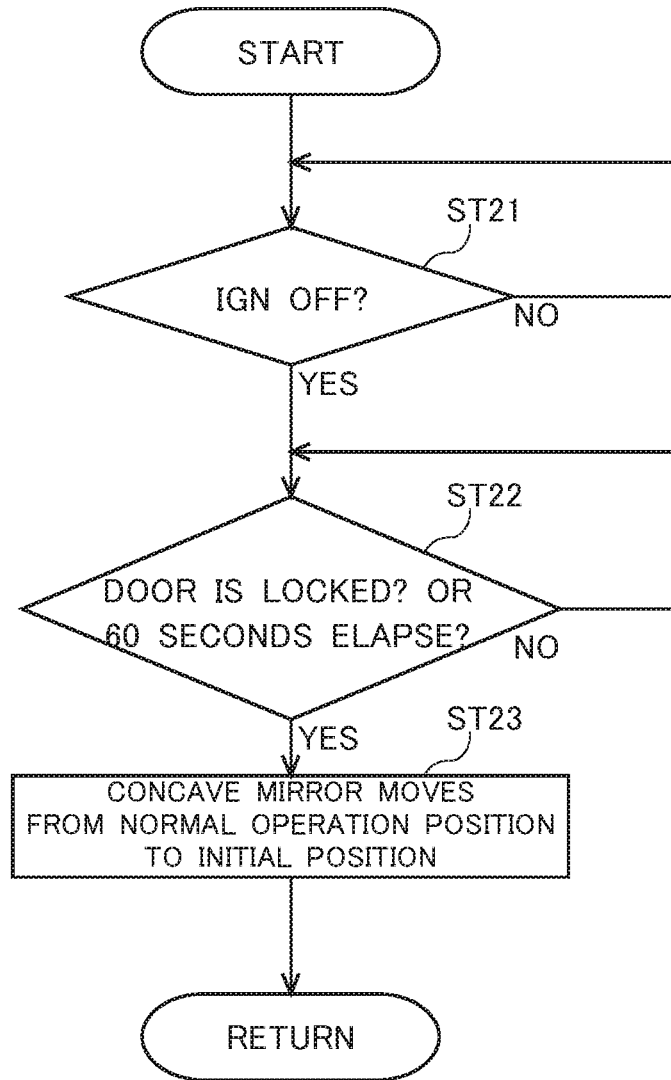 START
ST21
IGN OFF?
NO
YES
ST22
DOOR IS LOCKED? OR
60 SECONDS ELAPSE?
NO
YES
ST23
CONCAVE MIRROR MOVES
FROM NORMAL OPERATION POSITION
TO INITIAL POSITION
RETURN